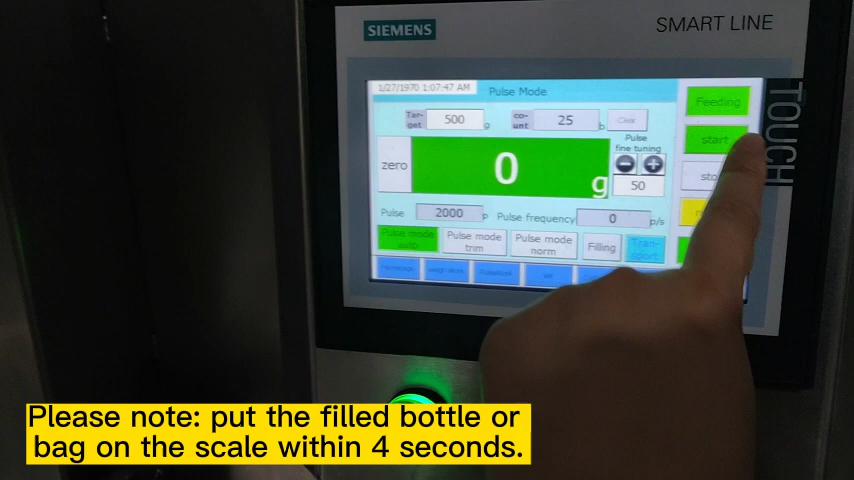 SIEMENS
SMART LINE
TOUCH
1/27/1970 1:07:47 AM
Pulse Mode
Tar-
get
500
g
co-
unt
25
b
Clear
Feeding
Pulse
fine tuning
start
zero
0
g
50
Pulse
2000
p
Pulse frequency
0
p/s
Pulse mode
auto
Pulse mode
trim
Pulse mode
norm
Filling
Tran-
sport
Please note: put the filled bottle or
bag on the scale within 4 seconds.